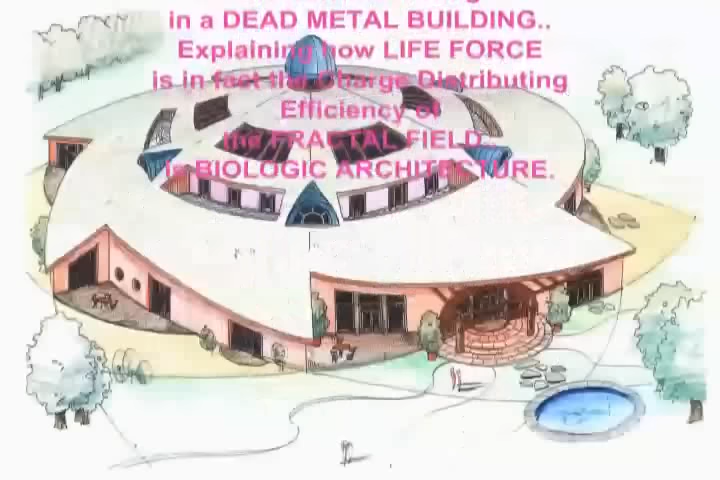 in a DEAD METAL BUILDING..
Explaining how LIFE FORCE
is in fact the Charge Distributing
Efficiency of
the FRACTAL FIELD..
is BIOLOGIC ARCHITECTURE.